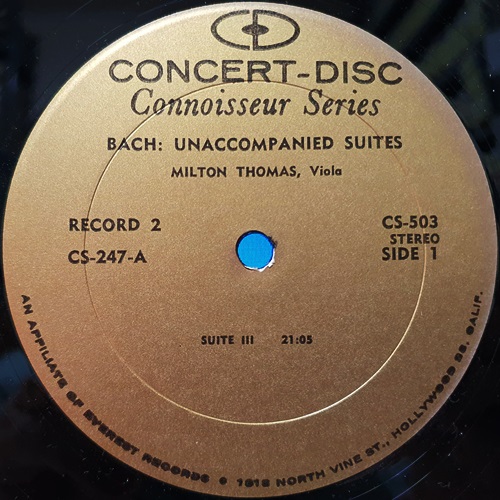 CD
CONCERT-DISC
Connoisseur Series
BACH: UNACCOMPANIED SUITES
MILTON THOMAS, Viola
RECORD 2
CS-247-A
CS-503
STEREO
SIDE 1
SUITE III 21:05
AN AFFILIATE OF EVEREST RECORDS • 1313 NORTH VINE ST., HOLLYWOOD 28, CALIF.